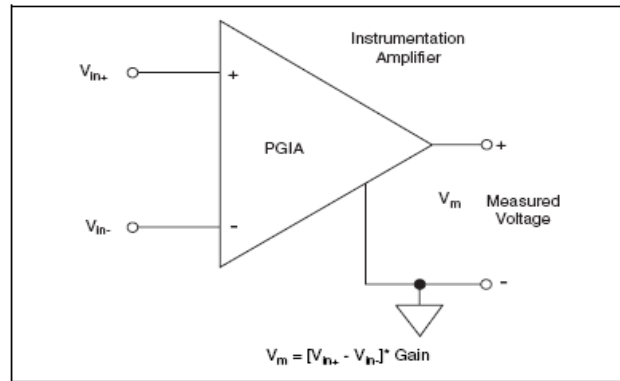 Instrumentation
Amplifier
Vin+
+
PGIA
+
Vm Measured
Voltage
Vin-
-
-
Vm = [Vin+ - Vin-]* Gain